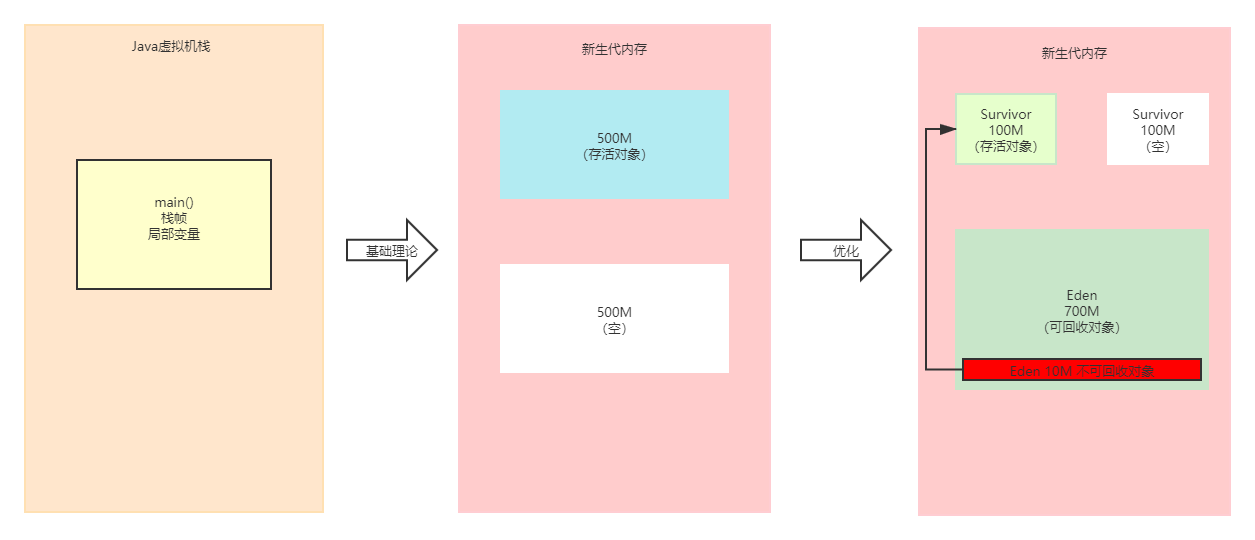 Java虚拟机栈
main()
栈帧
局部变量
基础理论
新生代内存
500M
（存活对象）
500M
（空）
优化
新生代内存
Survivor
100M
（存活对象）
Survivor
100M
（空）
Eden
700M
（可回收对象）
Eden 10M 不可回收对象